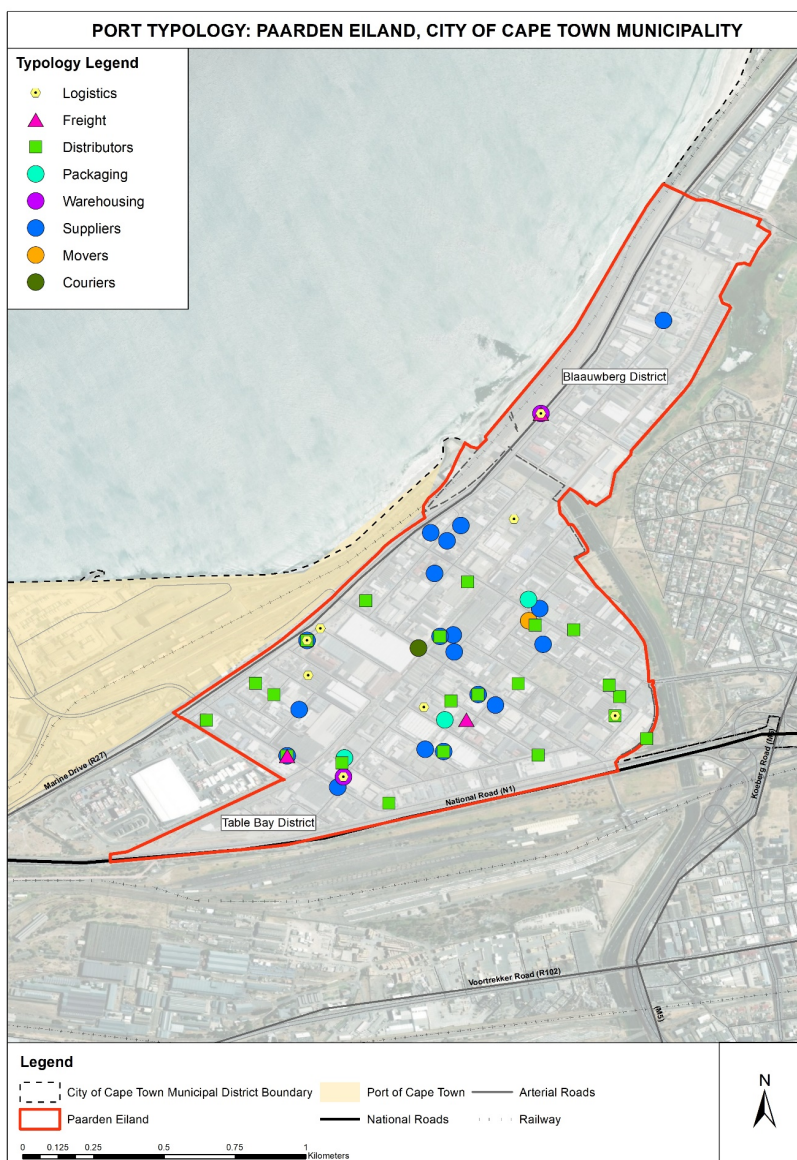 PORT TYPOLOGY: PAARDEN EILAND, CITY OF CAPE TOWN MUNICIPALITY
Typology Legend
Logistics
Freight
Distributors
Packaging
Warehousing
Suppliers
Movers
Couriers
Blaauwberg District
Marine Drive (R27)
Koeberg Road (M5)
National Road (N1)
Table Bay District
Voortrekker Road (R102)
(M5)
Legend
City of Cape Town Municipal District Boundary
Port of Cape Town
Arterial Roads
Paarden Eiland
National Roads
Railway
N
0 0.125 0.25 0.5 0.75 1
Kilometers